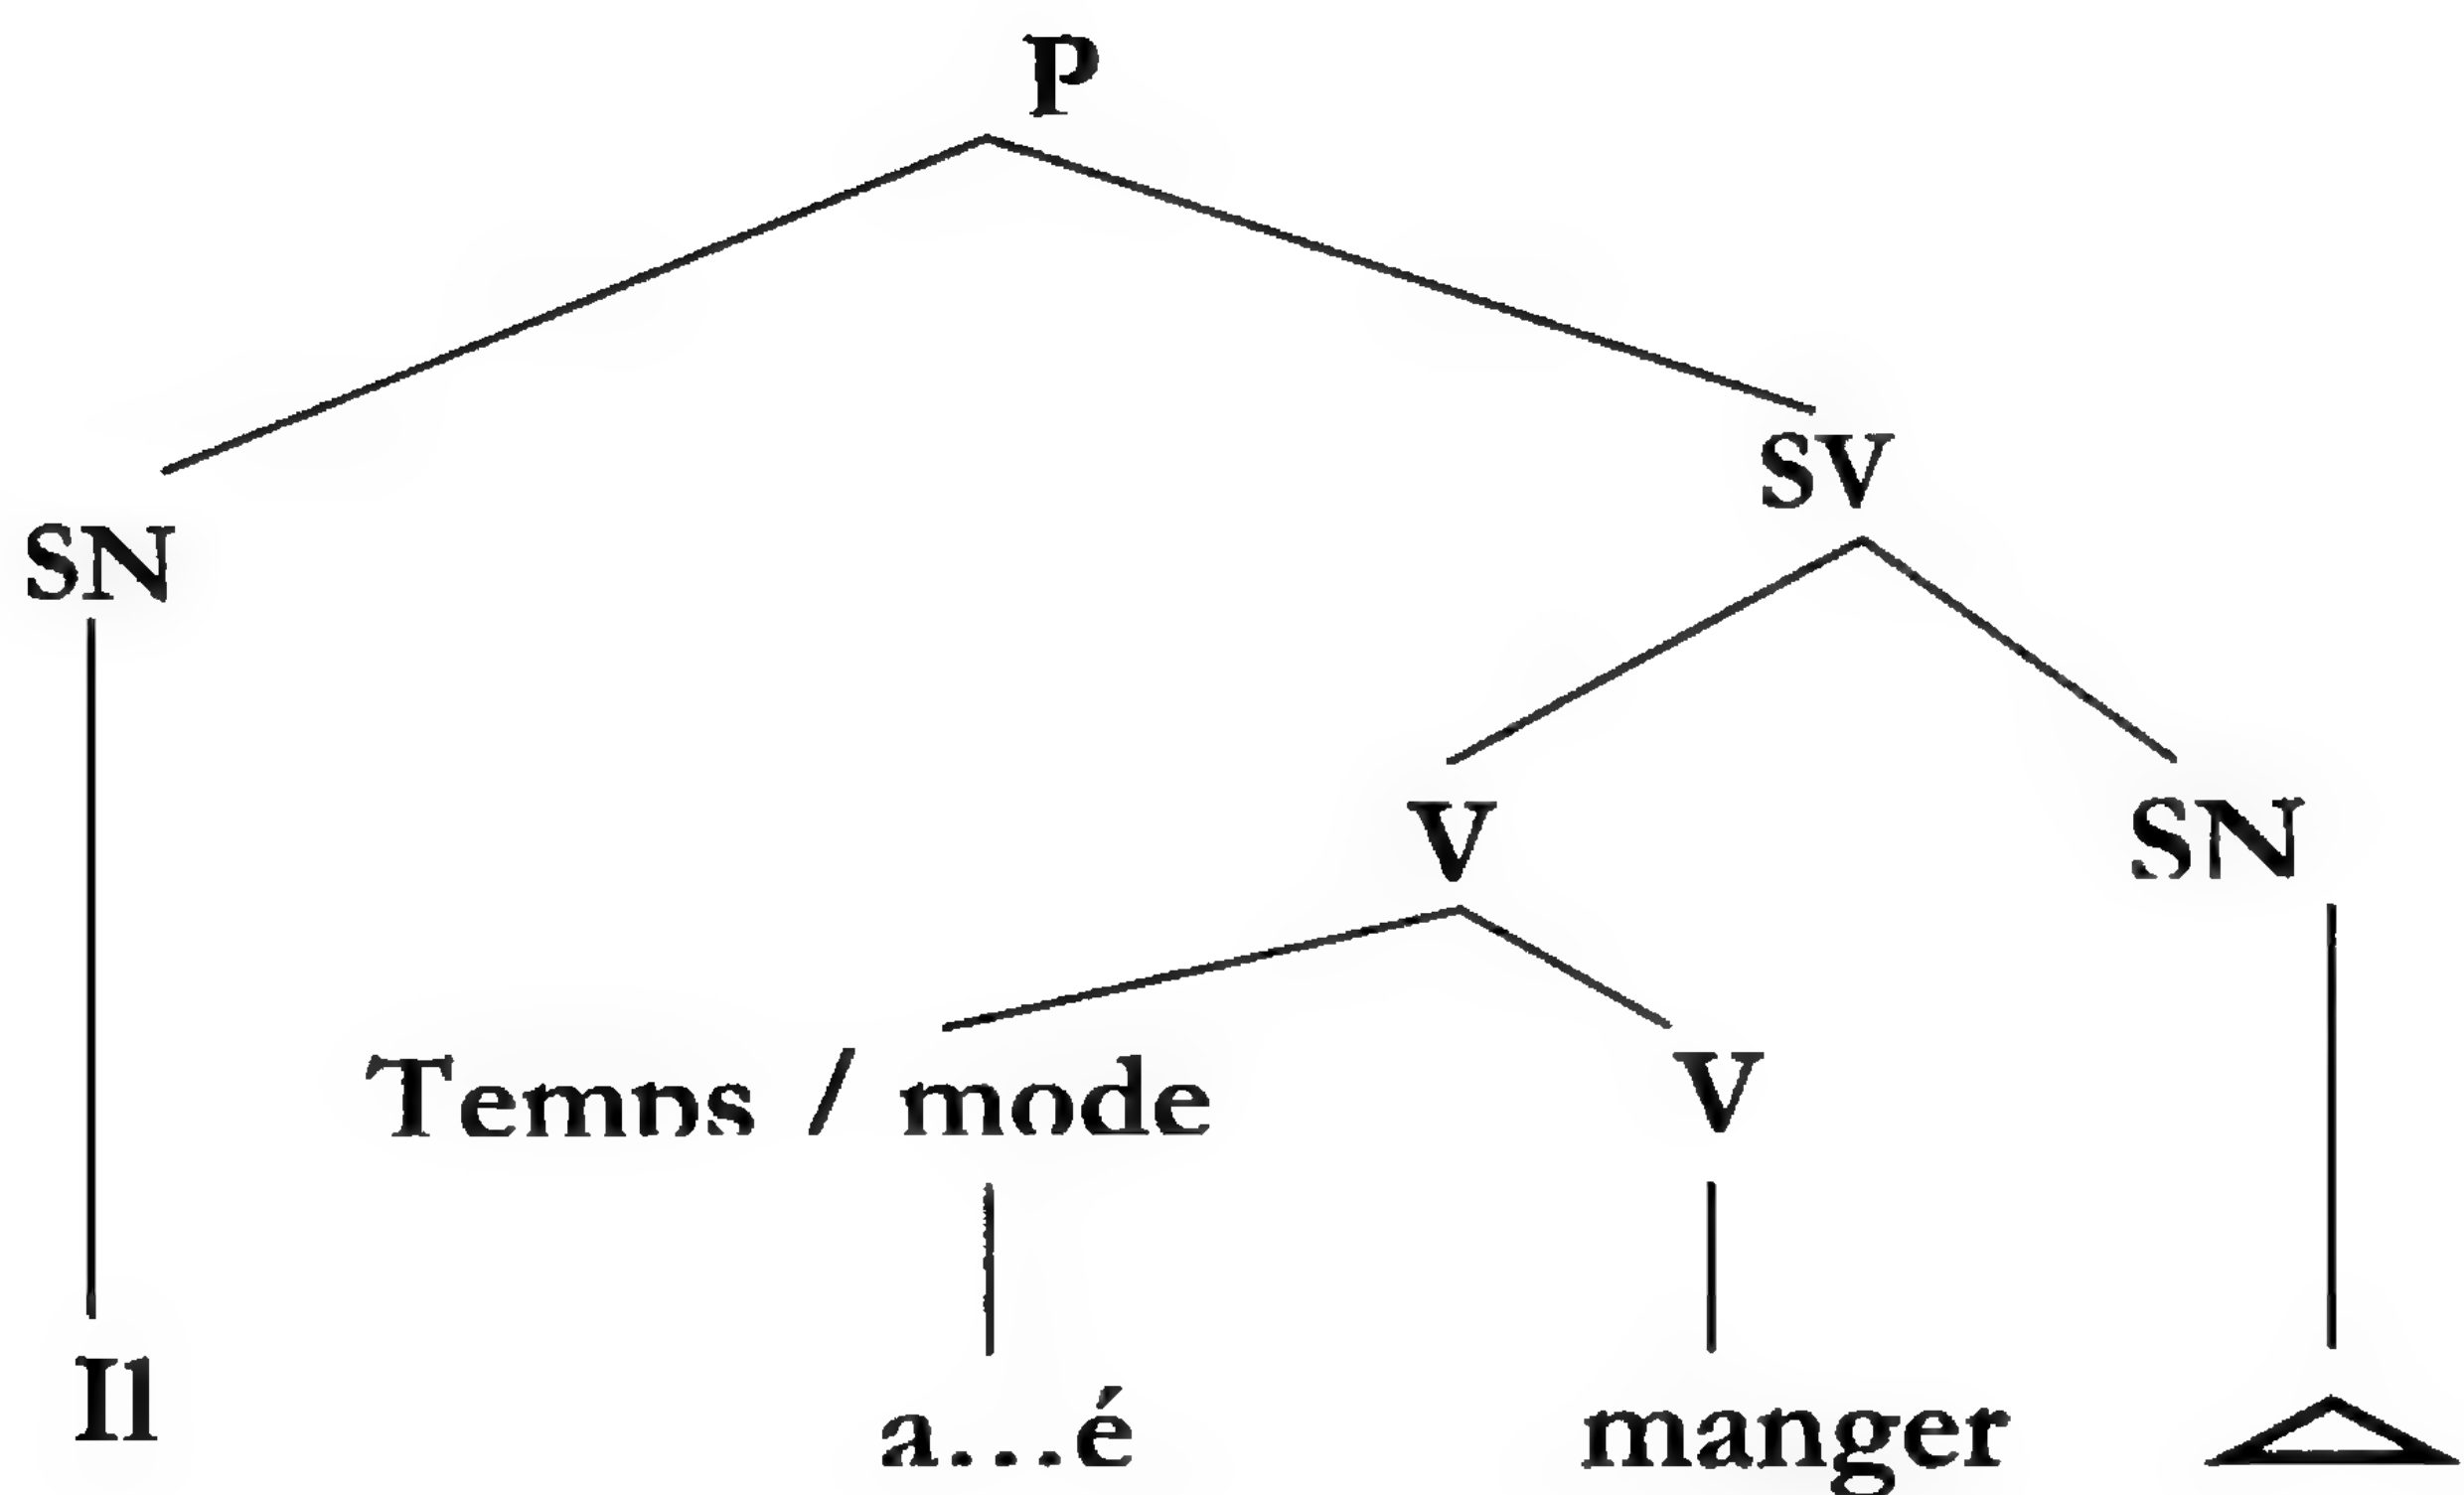 P
SV
SN
V SN
Temps / mode V
Il a...é manger